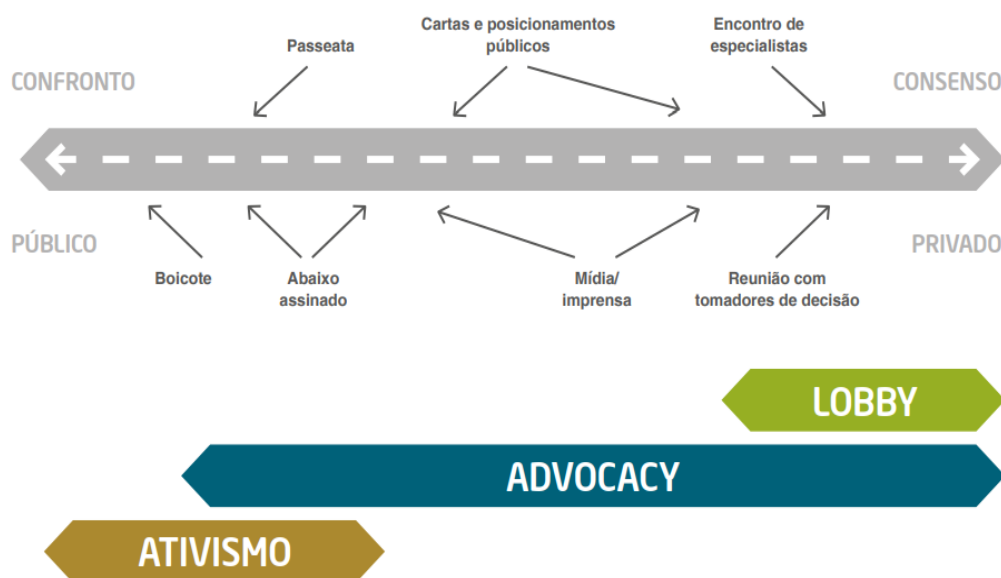 Passeata
Cartas e posicionamentos
públicos
Encontro de
especialistas
CONFRONTO
CONSENSO
PÚBLICO
PRIVADO
Boicote
Abaixo
assinado
Mídia/
imprensa
Reunião com
tomadores de decisão
LOBBY
ADVOCACY
ATIVISMO